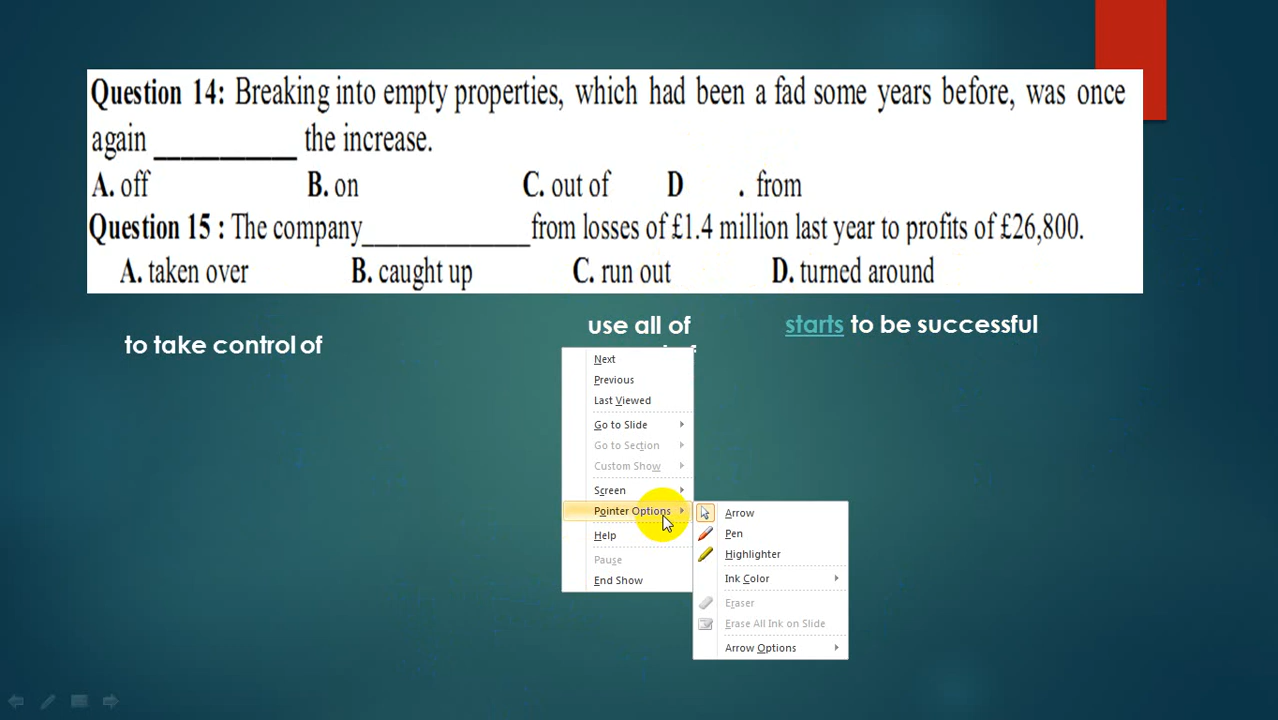 Question 14: Breaking into empty properties, which had been a fad some years before, was once
again ____________ the increase.
A. off B. on C. out of D . from
Question 15 : The company______________from losses of £1.4 million last year to profits of £26,800.
A. taken over B. caught up C. run out D. turned around
to take control of
use all of
starts to be successful
Next
Previous
Last Viewed
Go to Slide
Go to Section
Custom Show
Screen
Pointer Options
Help
Pause
End Show
Arrow
Pen
Highlighter
Ink Color
Eraser
Erase All Ink on Slide
Arrow Options